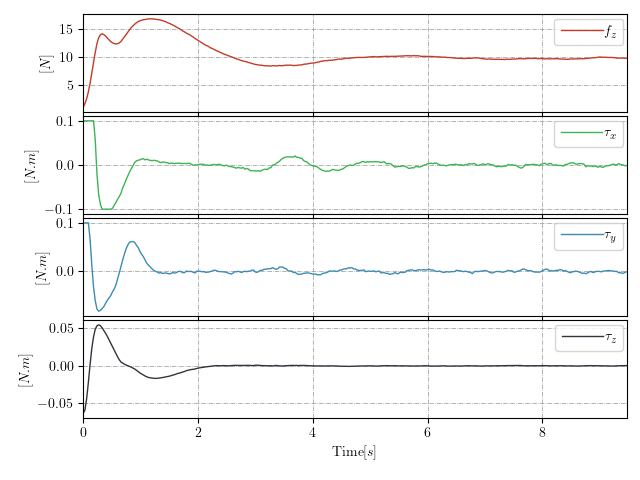 15
10
5
[N]
f_z
0.1
0.0
−0.1
[N.m]
τ_x
0.1
0.0
[N.m]
τ_y
0.05
0.00
−0.05
[N.m]
τ_z
0 2 4 6 8
Time[s]